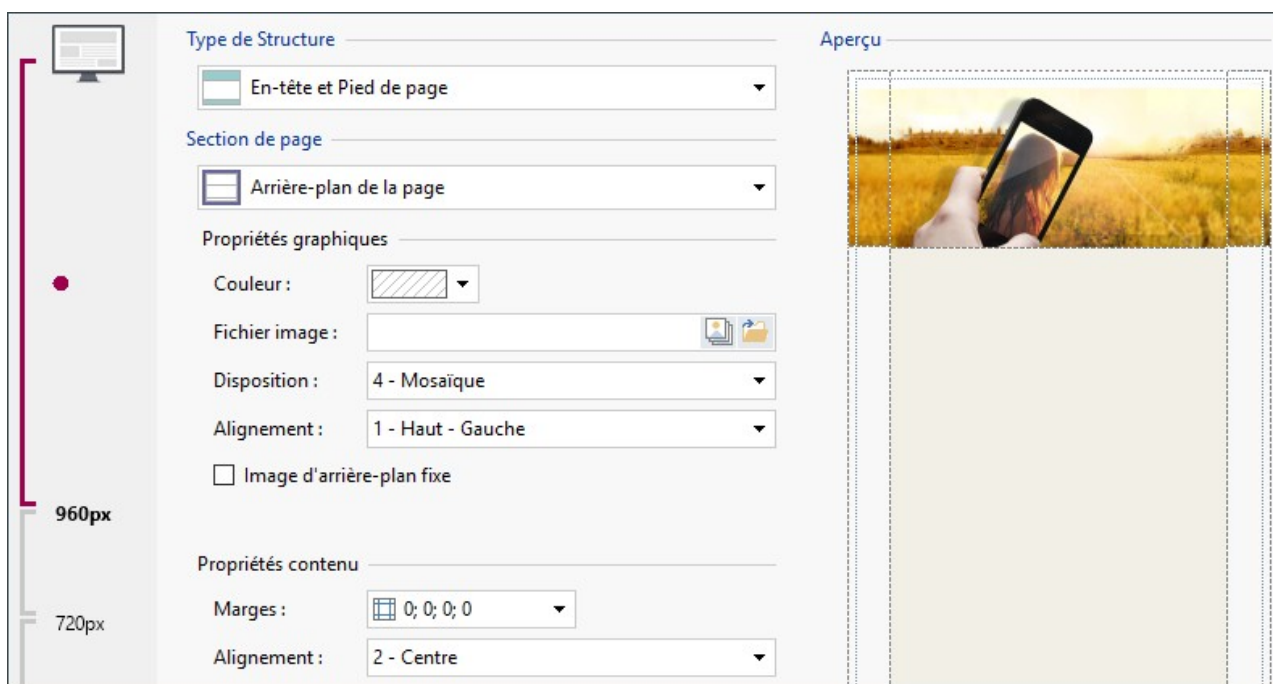 Type de Structure
Aperçu
En-tête et Pied de page
Section de page
Arrière-plan de la page
Propriétés graphiques
Couleur :
Fichier image :
Disposition : 4 - Mosaïque
Alignement : 1 - Haut - Gauche
Image d'arrière-plan fixe
960px
Propriétés contenu
Marges : 0; 0; 0; 0
720px
Alignement : 2 - Centre